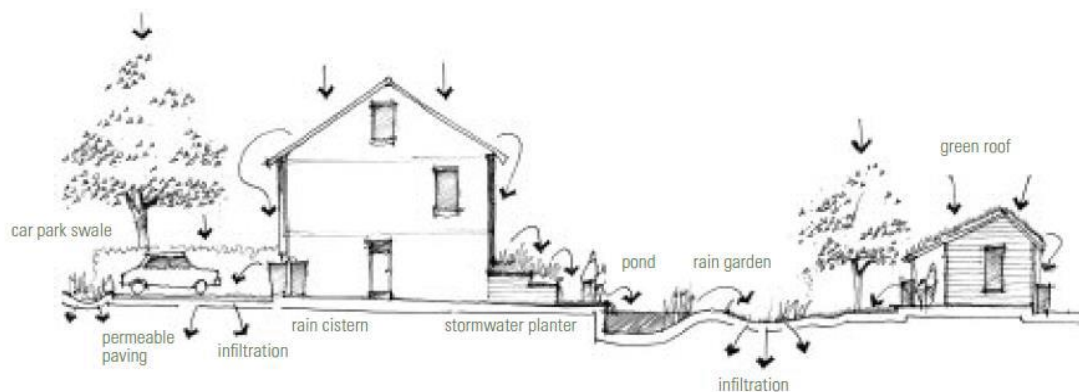 green roof
car park swale
pond
rain garden
permeable
paving
infiltration
rain cistern
stormwater planter
infiltration